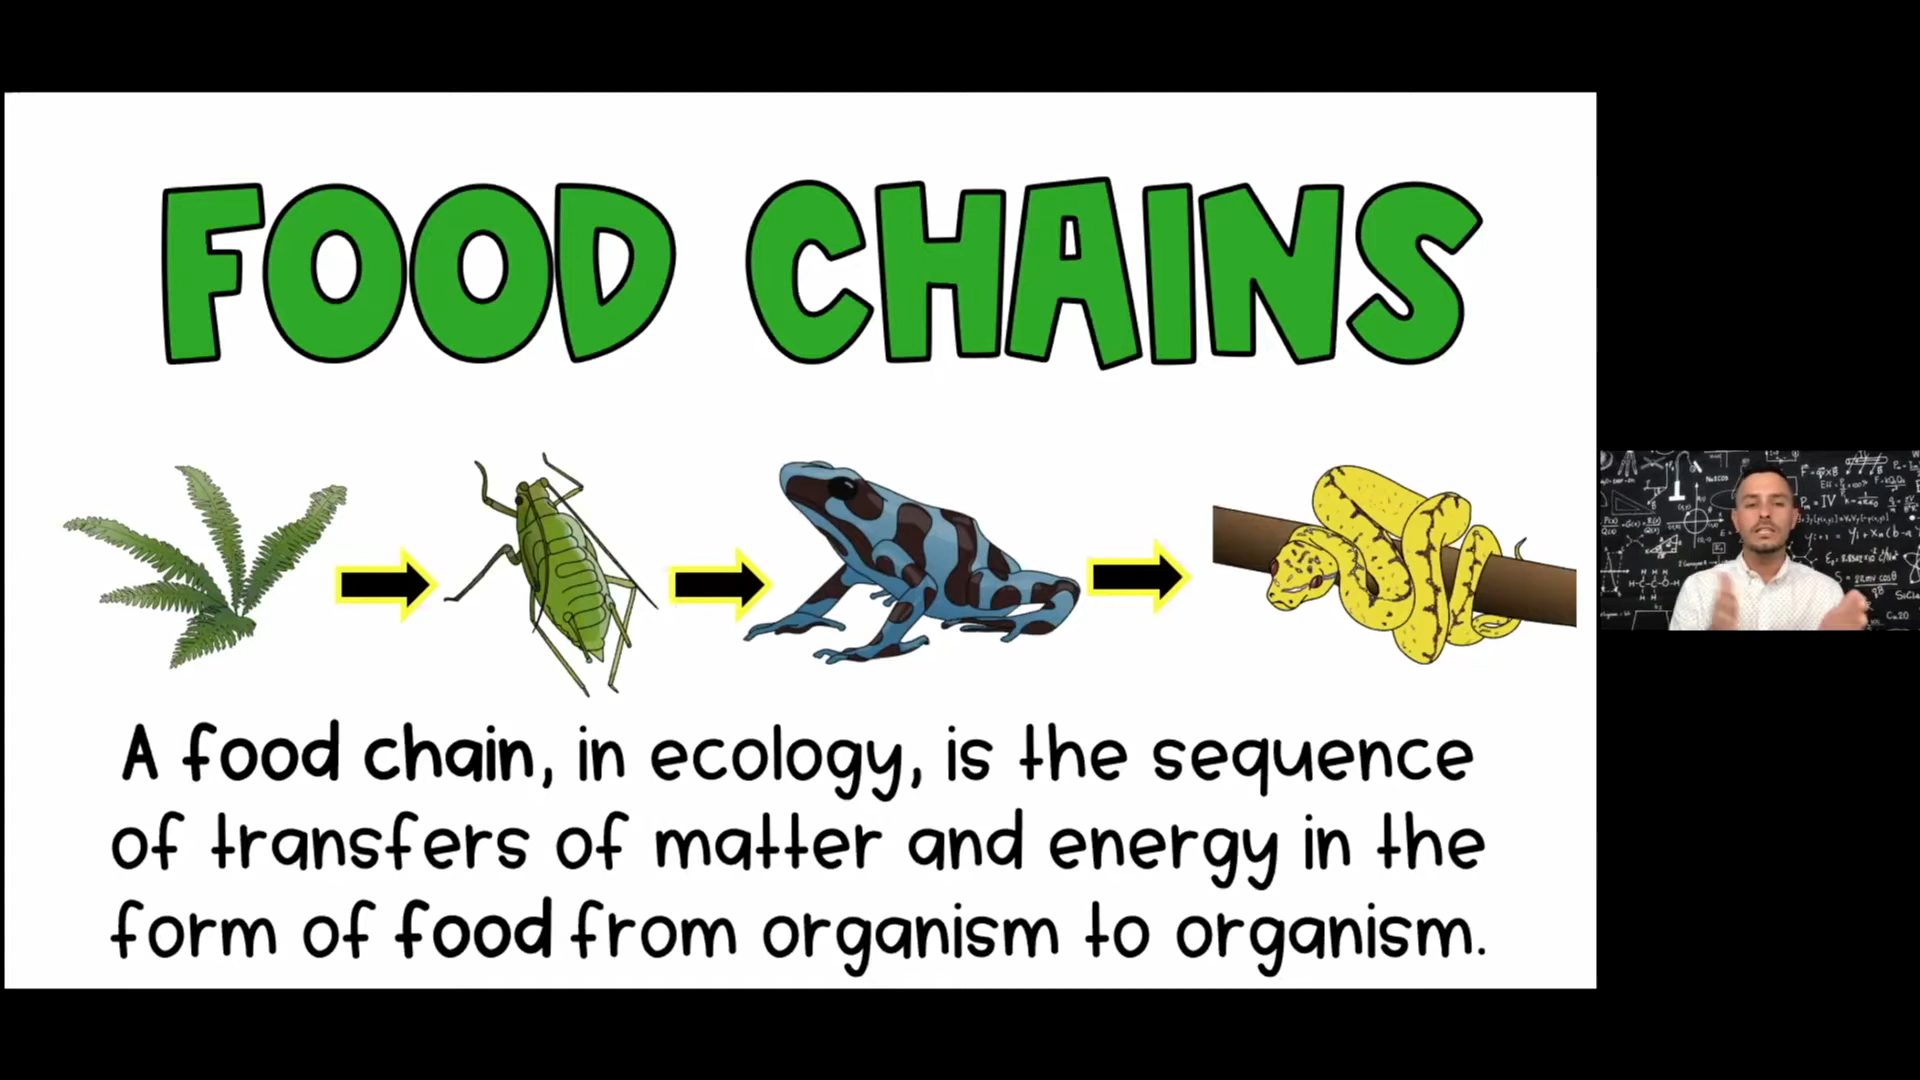 FOOD CHAINS
A food chain, in ecology, is the sequence
of transfers of matter and energy in the
form of food from organism to organism.